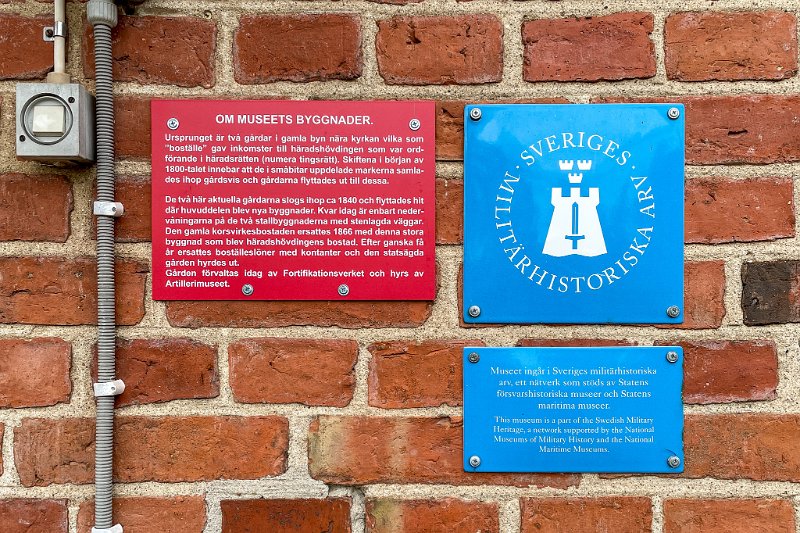 OM MUSEETS BYGGNADER.
Ursprunget är två gårdar i gamla byn nära kyrkan vilka som
"boställe" gav inkomster till häradshövdingen som var ord-
förande i häradsrätten (numera tingsrätt). Skiftena i början av
1800-talet innebar att de i småbitar uppdelade markerna samla-
des ihop gårdsvis och gårdarna flyttades ut till dessa.
De två här aktuella gårdarna slogs ihop ca 1840 och flyttades hit
där huvuddelen blev nya byggnader. Kvar idag är enbart neder-
våningarna på de två stallbyggnaderna med stenlagda väggar.
Den gamla korsvirkesbostaden ersattes 1866 med denna stora
byggnad som blev häradshövdingens bostad. Efter ganska få
år ersattes boställeslöner med kontanter och den statsägda
gården hyrdes ut.
Gården förvaltas idag av Fortifikationsverket och hyrs av
Artillerimuseet.
· SVERIGES ·
MILITÄRHISTORISKA ARV
Museet ingår i Sveriges militärhistoriska
arv, ett nätverk som stöds av Statens
försvarshistoriska museer och Statens
maritima museer.
This museum is a part of the Swedish Military
Heritage, a network supported by the National
Museums of Military History and the National
Maritime Museums.